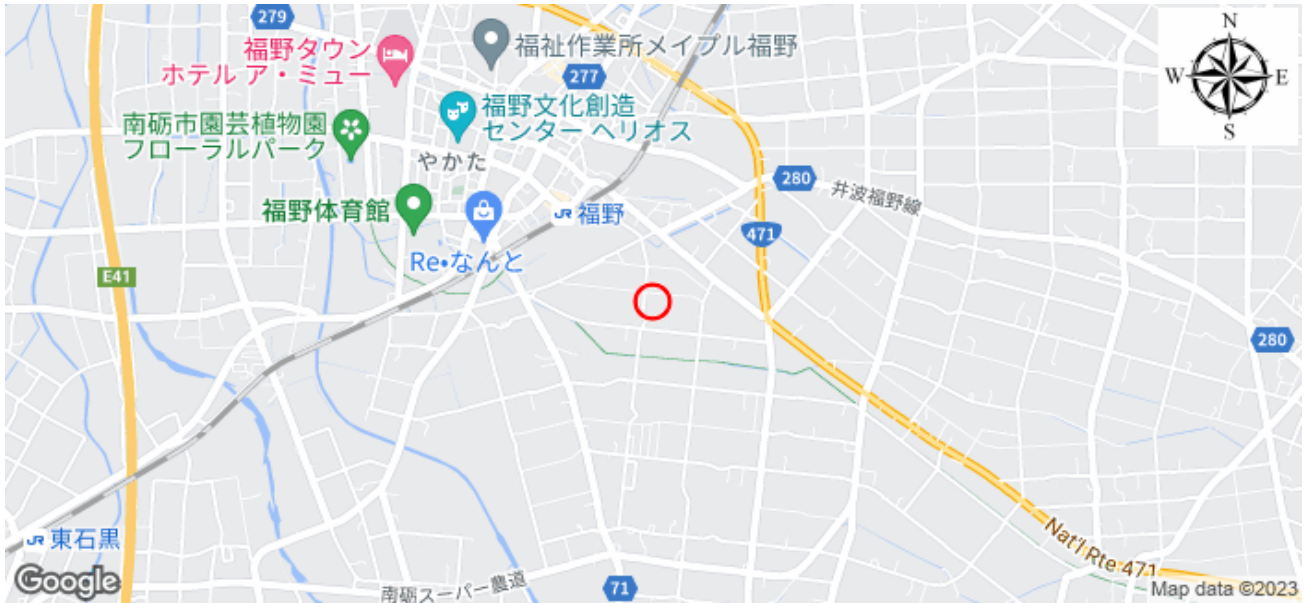 279
福野タウン
ホテル ア・ミュー
福祉作業所メイプル福野
277
N
W
E
S
南砺市園芸植物園
フローラルパーク
福野文化創造
センター ヘリオス
やかた
280
井波福野線
福野体育館
JR 福野
471
Re・なんと
E41
280
JR 東石黒
Nat'l Rte 471
Google
南砺スーパー農道
71
Map data ©2023